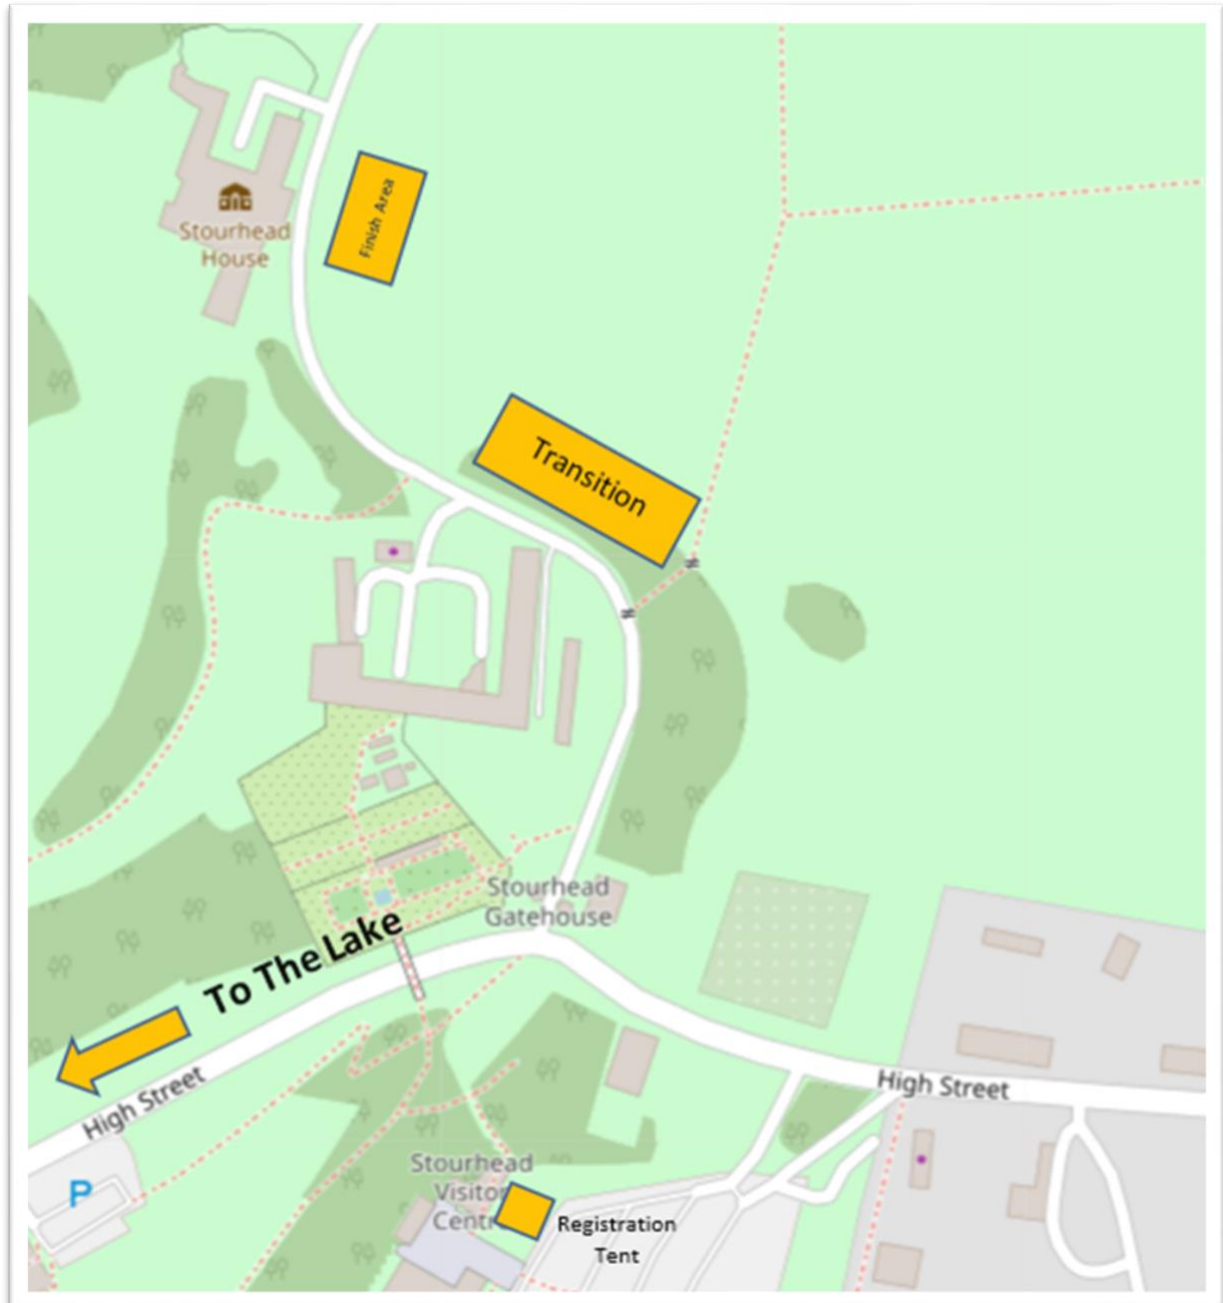 Finish Area
Stourhead
House
Transition
Stourhead
Gatehouse
To The Lake
High Street
High Street
Stourhead
Visitor
Centre
P
Registration
Tent